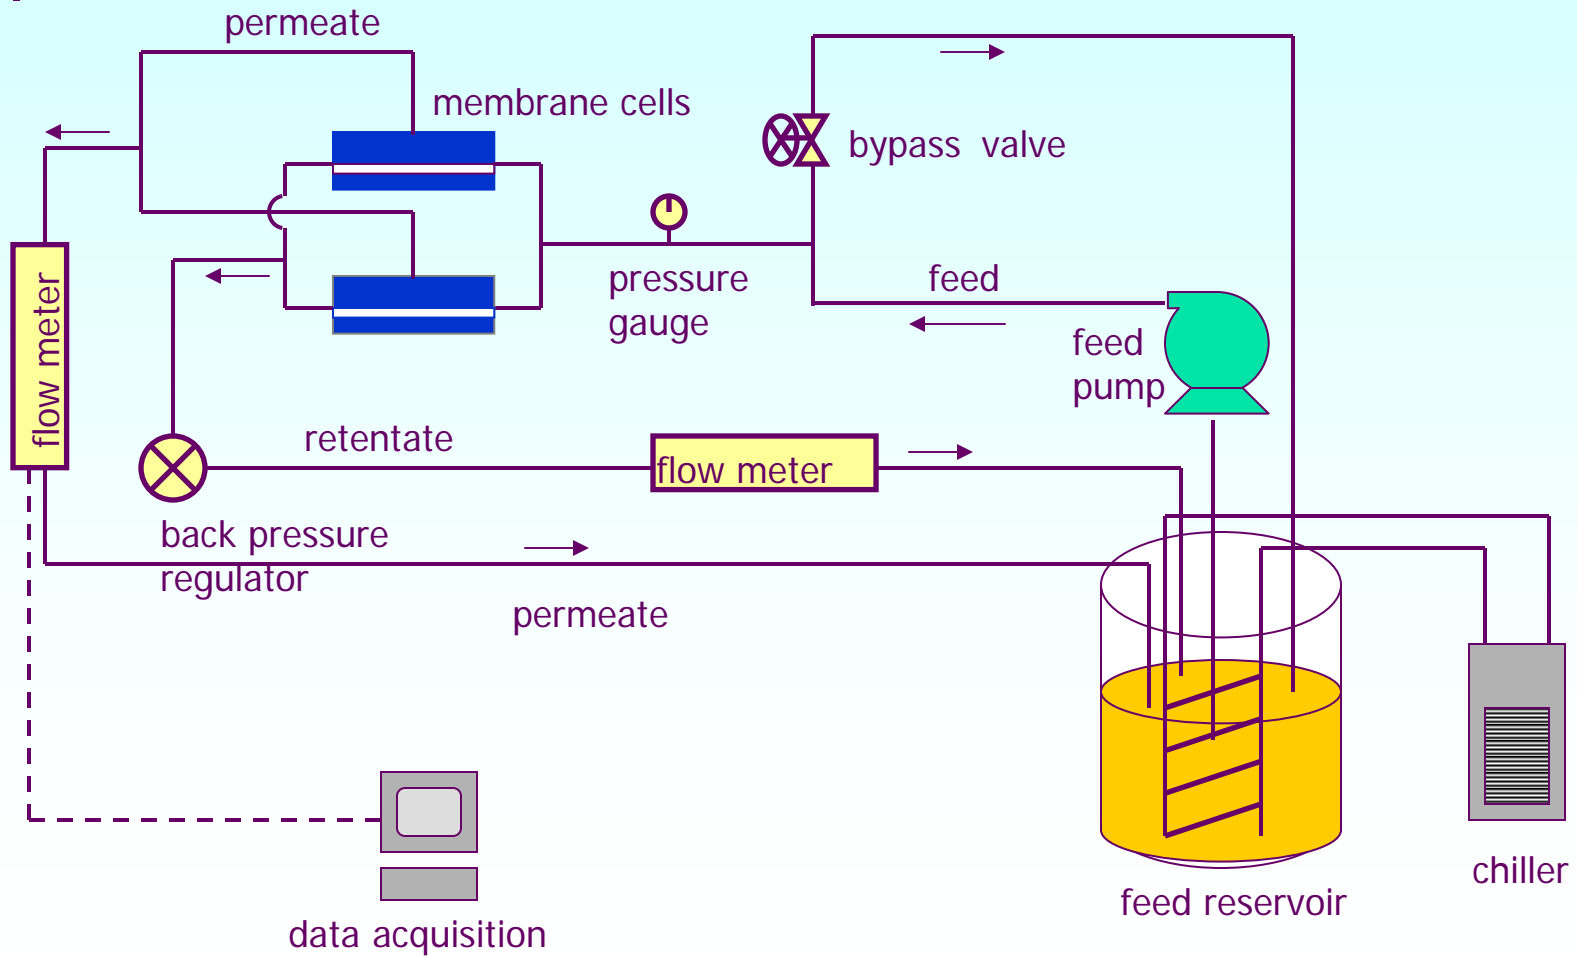 permeate
membrane cells
bypass valve
pressure
gauge
feed
feed
pump
flow meter
retentate
flow meter
back pressure
regulator
permeate
chiller
feed reservoir
data acquisition